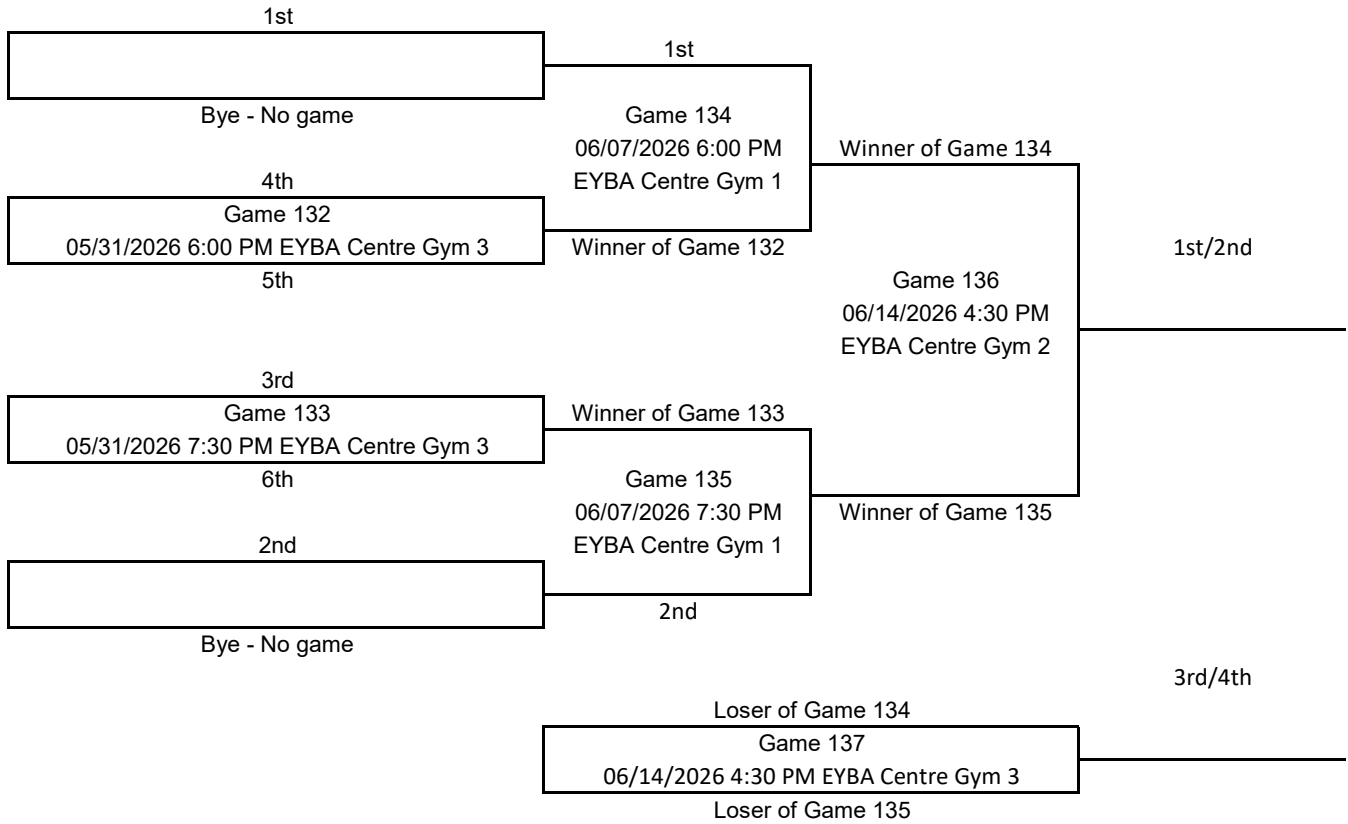 1st
Bye - No game
4th
Game 132
05/31/2026 6:00 PM EYBA Centre Gym 3
5th
3rd
Game 133
05/31/2026 7:30 PM EYBA Centre Gym 3
6th
2nd
Bye - No game
1st
Game 134
06/07/2026 6:00 PM
EYBA Centre Gym 1
Winner of Game 132
Winner of Game 133
Game 135
06/07/2026 7:30 PM
EYBA Centre Gym 1
2nd
Winner of Game 134
Game 136
06/14/2026 4:30 PM
EYBA Centre Gym 2
Winner of Game 135
1st/2nd
Loser of Game 134
Game 137
06/14/2026 4:30 PM EYBA Centre Gym 3
Loser of Game 135
3rd/4th